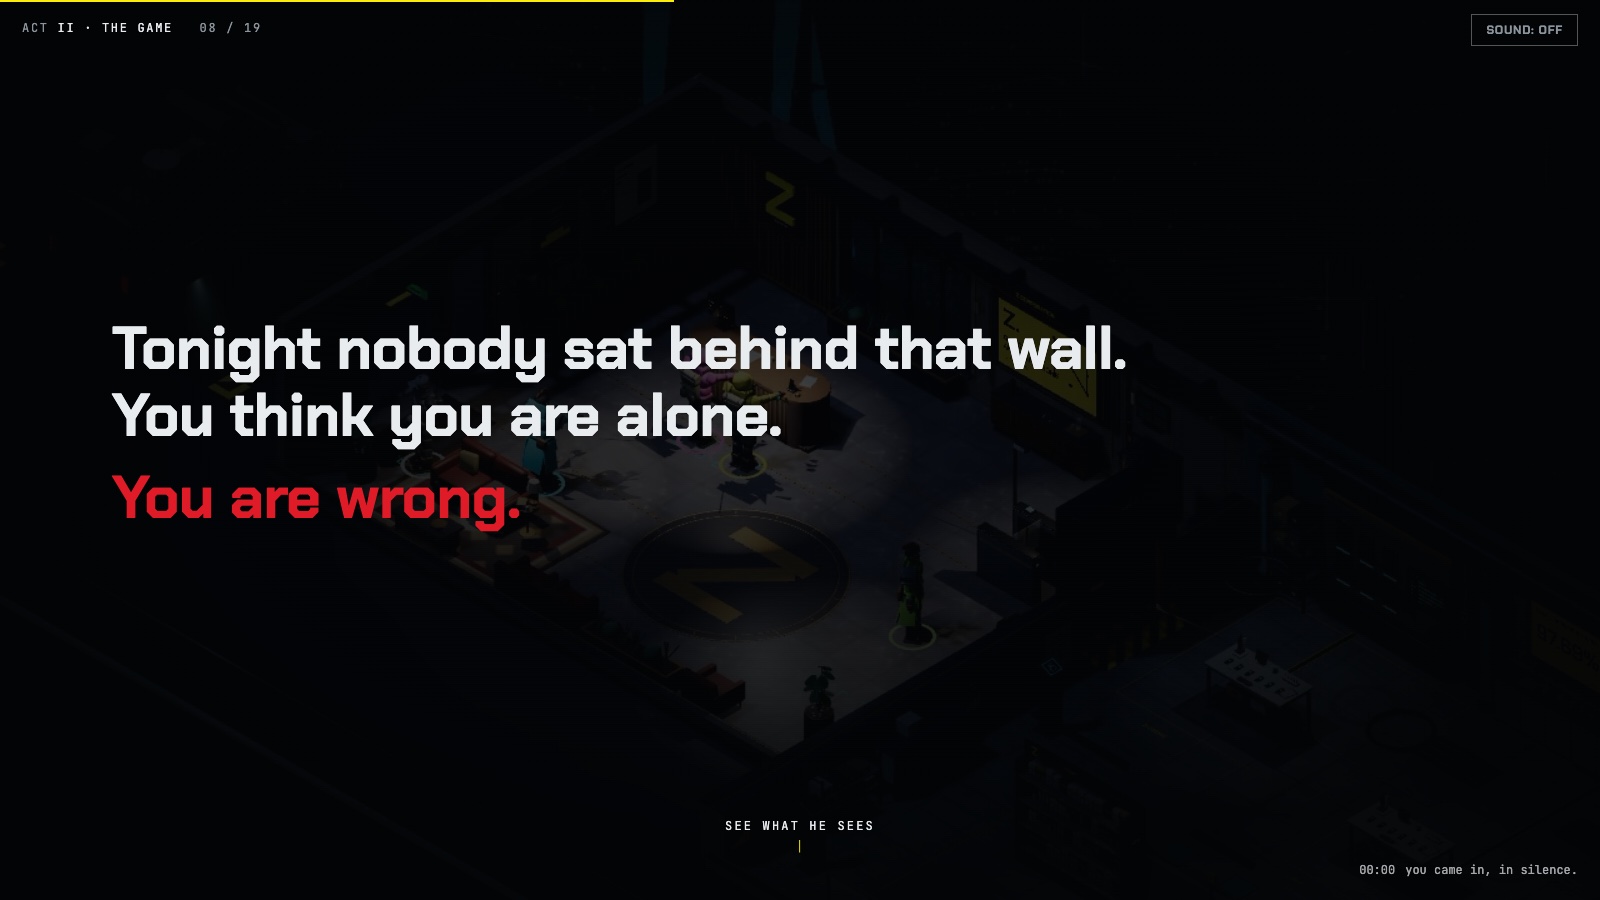 ACT II · THE GAME 08 / 19
SOUND: OFF
Z
Tonight nobody sat behind that wall.
You think you are alone.
You are wrong.
SEE WHAT HE SEES
00:00 you came in, in silence.